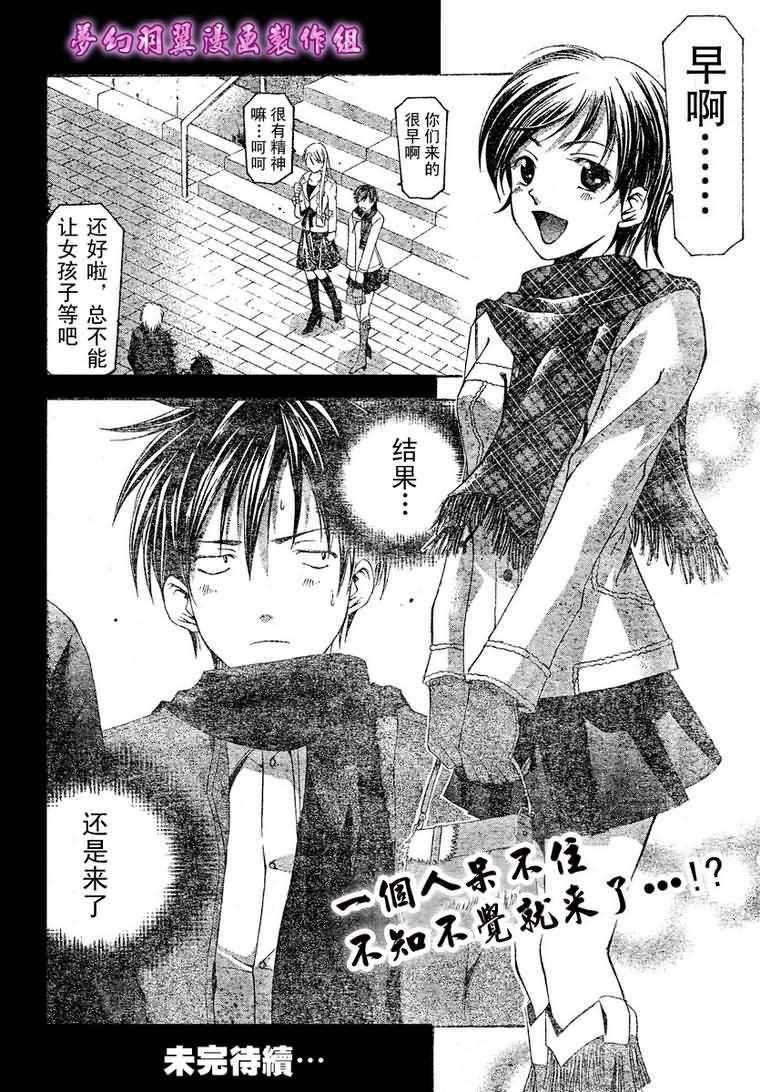 夢幻羽翼漫画製作组
早啊……
你们来的
很早啊
很有精神
嘛…呵呵
还好啦，总不能
让女孩子等吧
结果…
还是来了
一個人呆不住
不知不覺就来了…!?
未完待續…